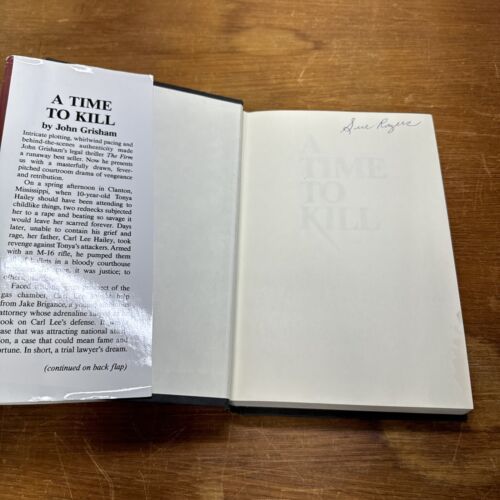 A TIME
TO KILL
by John Grisham
Intricate plotting, whirlwind pacing and
behind-the-scenes authenticity made
John Grisham's legal thriller The Firm
a runaway best seller. Now he presents
us with a masterfully drawn, fever-
pitched courtroom drama of vengeance
and retribution.
On a spring afternoon in Clanton,
Mississippi, when 10-year-old Tonya
Hailey should have been attending to
childlike things, two rednecks subjected
her to a rape and beating so savage it
would leave her scarred forever. Days
later, unable to contain his grief and
rage, her father, Carl Lee Hailey, took
revenge against Tonya's attackers. Armed
with an M-16 rifle, he pumped them
in a bloody courthouse
it was justice; to
Faced of the
gas chamber,
from Jake Brigance, a
attorney whose adrenaline
took on Carl Lee's defense. It
case that was attracting national
a case that could mean fame and
fortune. In short, a trial lawyer's dream.
(continued on back flap)
Sue Rogers
A
TIME
TO
KILL